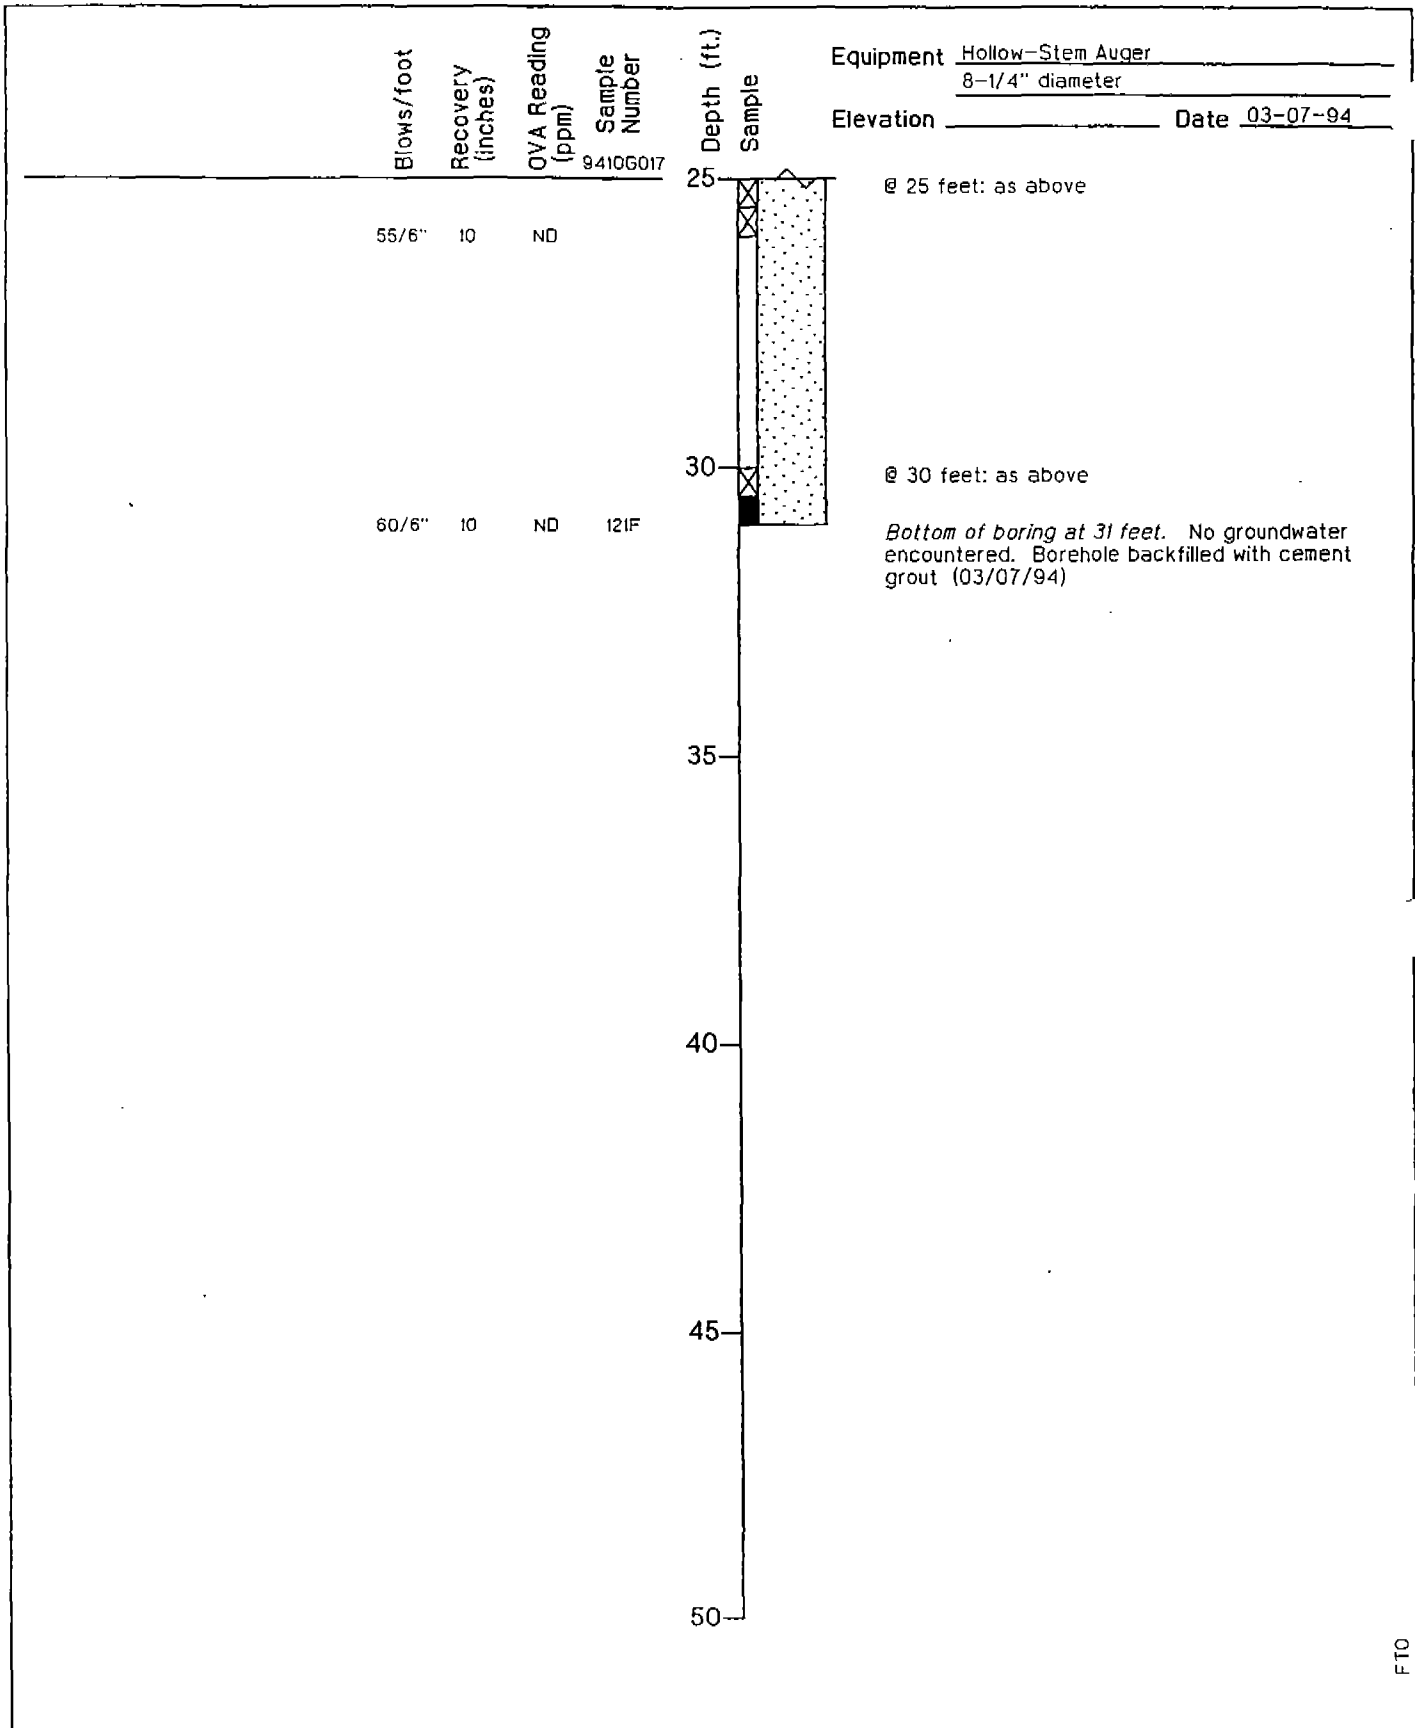 Blows/foot
Recovery
(inches)
OVA Reading
(ppm)
Sample
Number
9410G017
Depth (ft.)
Sample
Equipment Hollow-Stem Auger
8-1/4" diameter
Elevation Date 03-07-94
25
@ 25 feet: as above
55/6" 10 ND
30
@ 30 feet: as above
60/6" 10 ND 121F
Bottom of boring at 31 feet. No groundwater
encountered. Borehole backfilled with cement
grout (03/07/94)
35
40
45
50
FTO